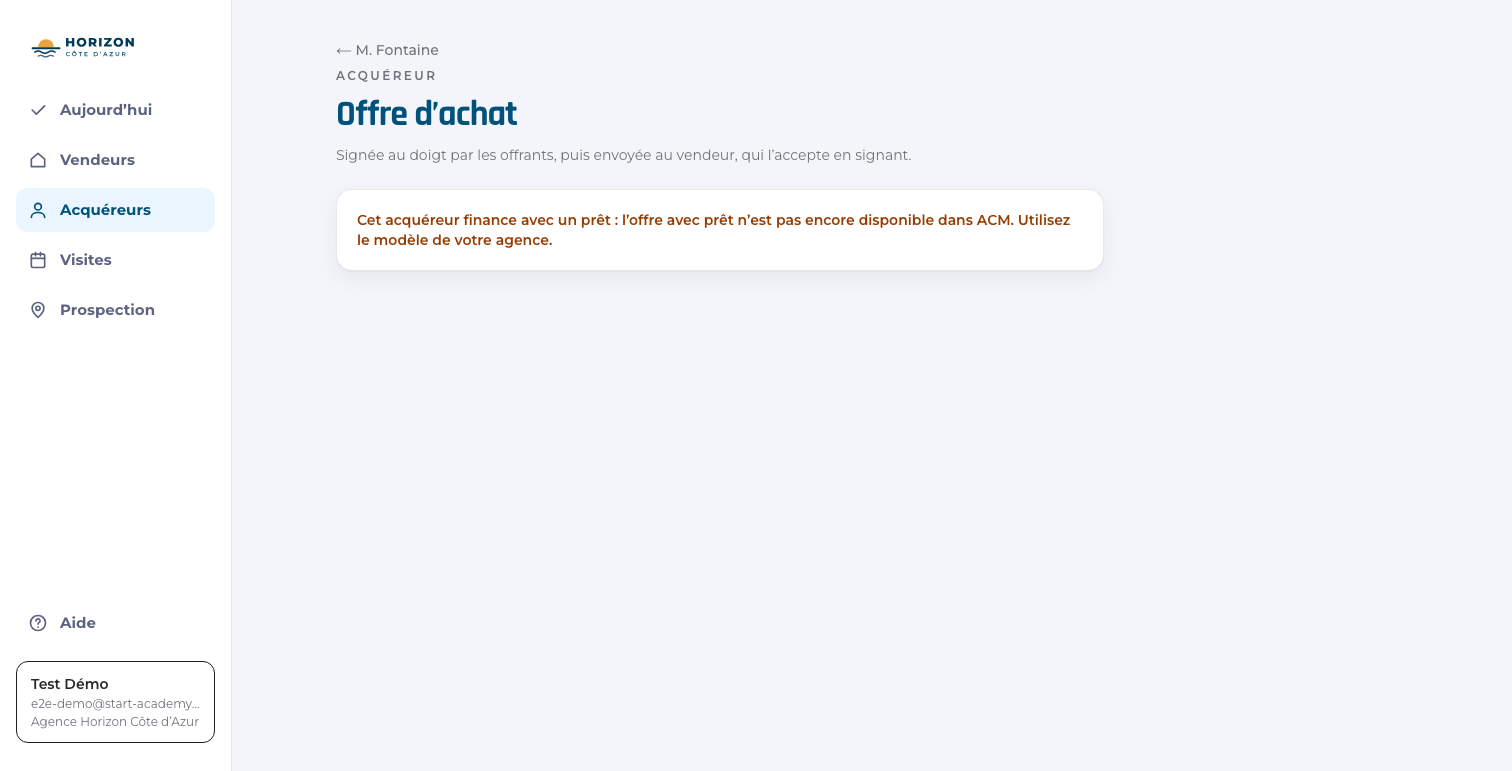 HORIZON
CÔTE D'AZUR
Aujourd’hui
Vendeurs
Acquéreurs
Visites
Prospection
Aide
Test Démo
e2e-demo@start-academy...
Agence Horizon Côte d’Azur
← M. Fontaine
ACQUÉREUR
Offre d’achat
Signée au doigt par les offrants, puis envoyée au vendeur, qui l’accepte en signant.
Cet acquéreur finance avec un prêt : l’offre avec prêt n’est pas encore disponible dans ACM. Utilisez
le modèle de votre agence.